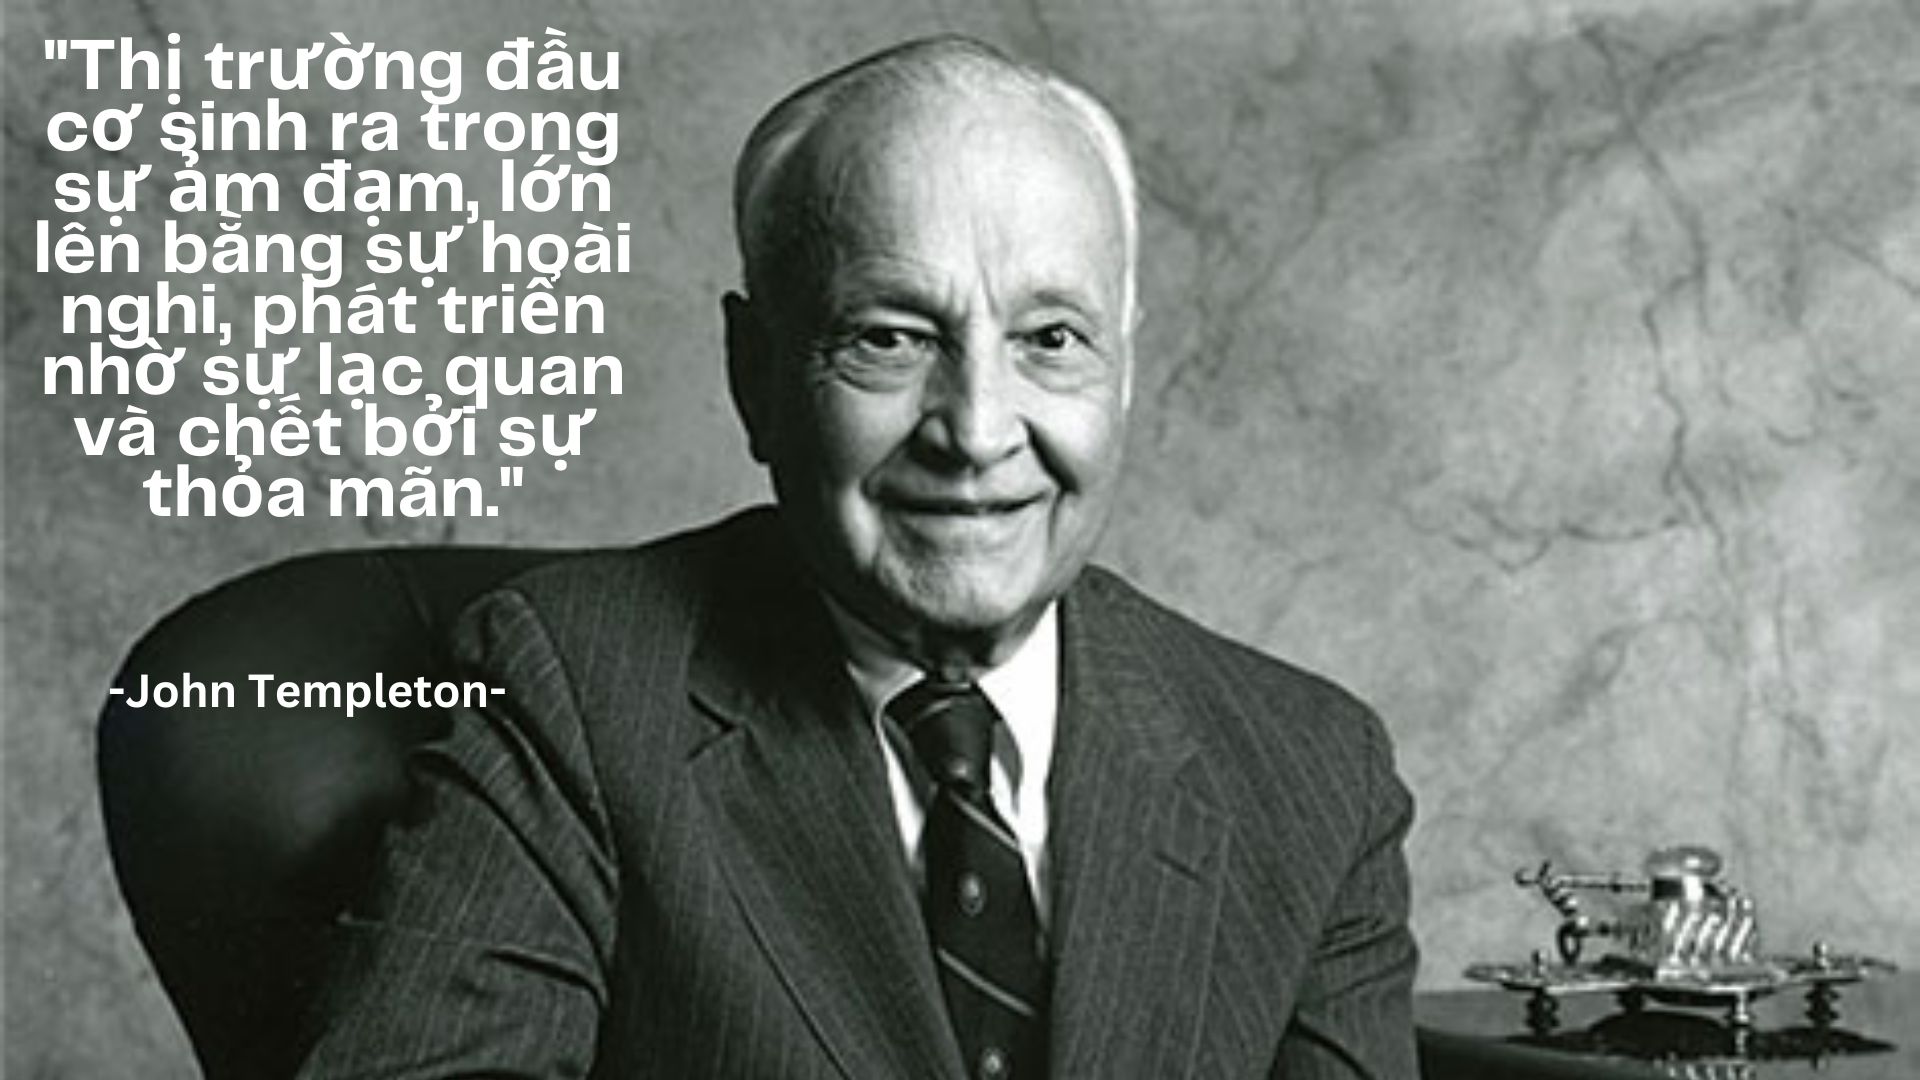 "Thị trường đầu
cơ sinh ra trong
sự ảm đạm, lớn
lên bằng sự hoài
nghi, phát triển
nhờ sự lạc quan
và chết bởi sự
thỏa mãn."
-John Templeton-